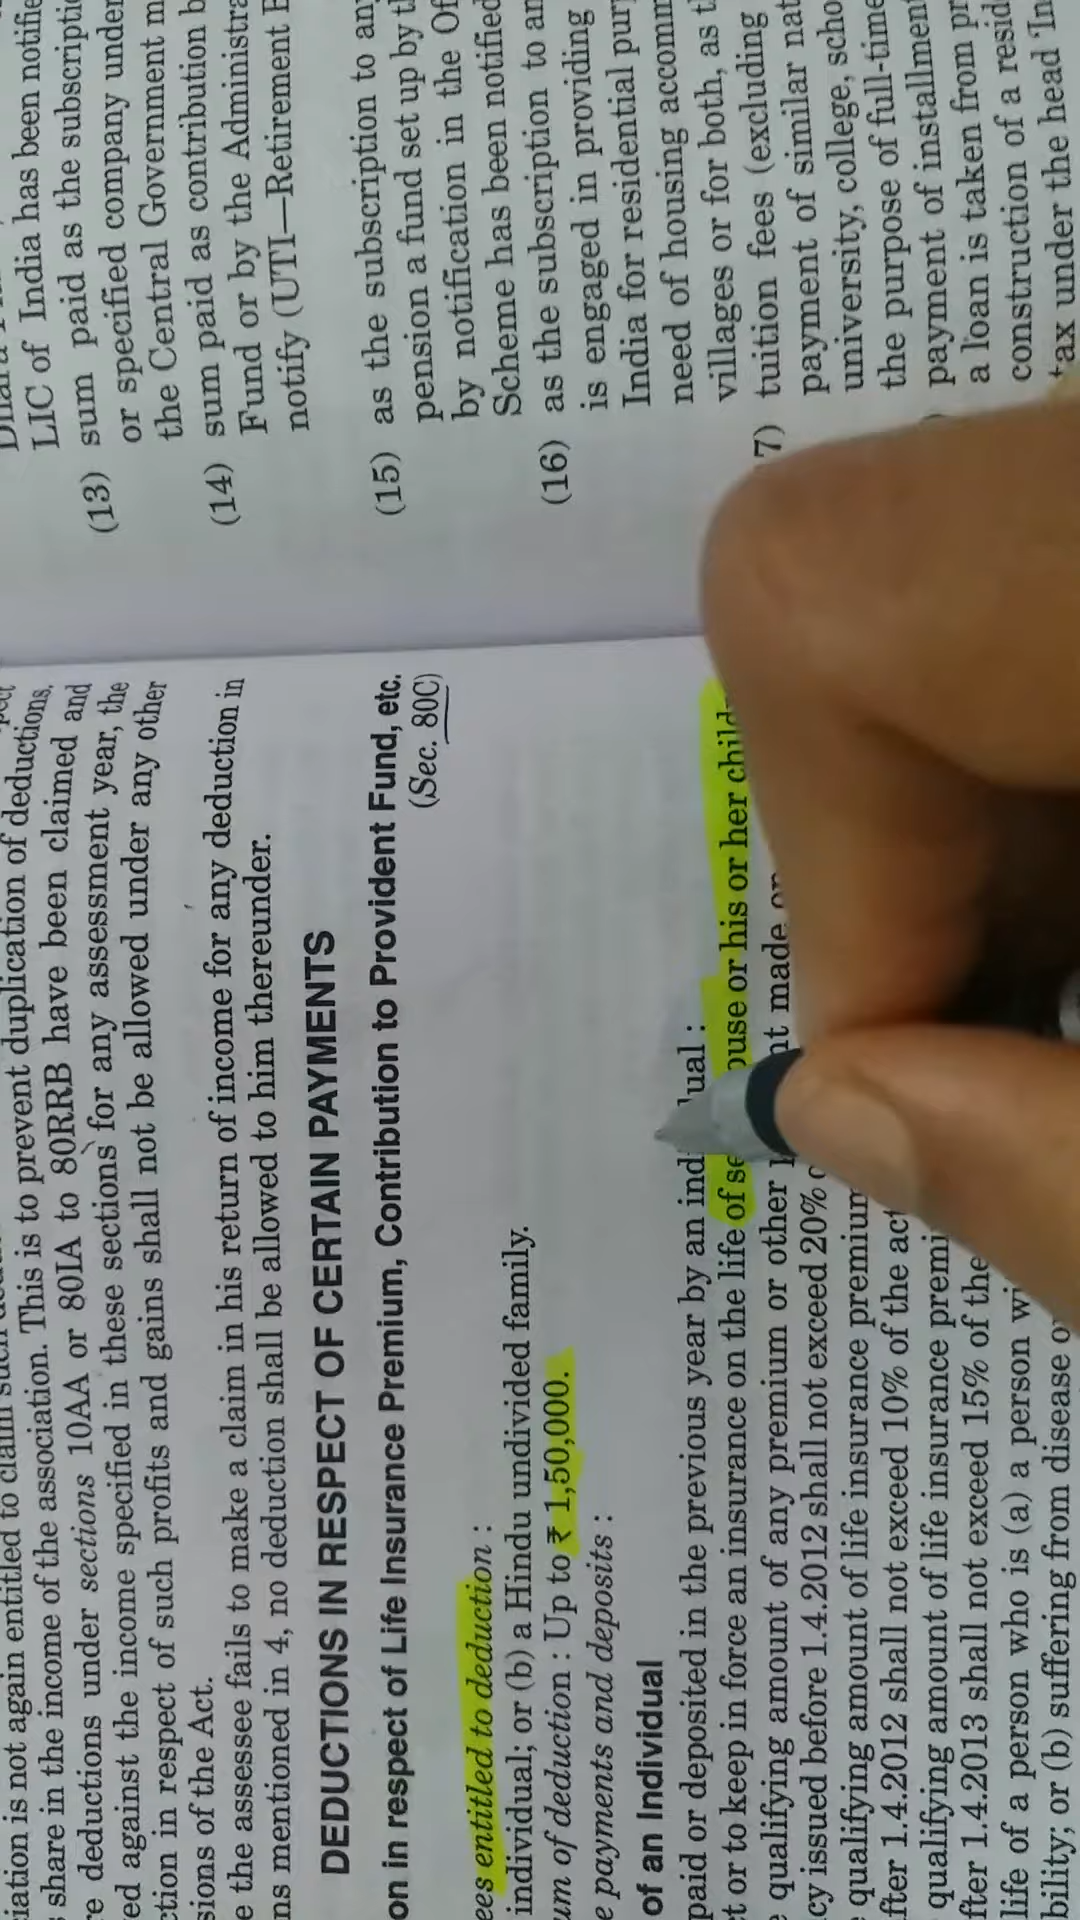 ciation is not again entitled to claim such
share in the income of the association. This is to prevent duplication of deductions.
re deductions under sections 10AA or 80IA to 80RRB have been claimed and
ed against the income specified in these sections for any assessment year, the
ction in respect of such profits and gains shall not be allowed under any other
sions of the Act.
e the assessee fails to make a claim in his return of income for any deduction in
ns mentioned in 4, no deduction shall be allowed to him thereunder.
DEDUCTIONS IN RESPECT OF CERTAIN PAYMENTS
on in respect of Life Insurance Premium, Contribution to Provident Fund, etc.
(Sec. 80C)
ees entitled to deduction :
individual; or (b) a Hindu undivided family.
um of deduction : Up to ₹ 1,50,000.
e payments and deposits :
of an Individual
paid or deposited in the previous year by an ind ual :
t or to keep in force an insurance on the life of se ouse or his or her child
qualifying amount of any premium or other nt made on
cy issued before 1.4.2012 shall not exceed 20%
qualifying amount of life insurance premium
fter 1.4.2012 shall not exceed 10% of the act
qualifying amount of life insurance premi
fter 1.4.2013 shall not exceed 15% of the
life of a person who is (a) a person wi
bility; or (b) suffering from disease o
LIC of India has been notifie
(13) sum paid as the subscripti
or specified company under
the Central Government m
(14) sum paid as contribution b
Fund or by the Administra
notify (UTI—Retirement B
(15) as the subscription to any
pension a fund set up by th
by notification in the Of
Scheme has been notified
(16) as the subscription to an
is engaged in providing
India for residential pur
need of housing accomm
villages or for both, as t
7) tuition fees (excluding
payment of similar nat
university, college, scho
the purpose of full-time
payment of installment
a loan is taken from pr
construction of a resid
tax under the head 'In